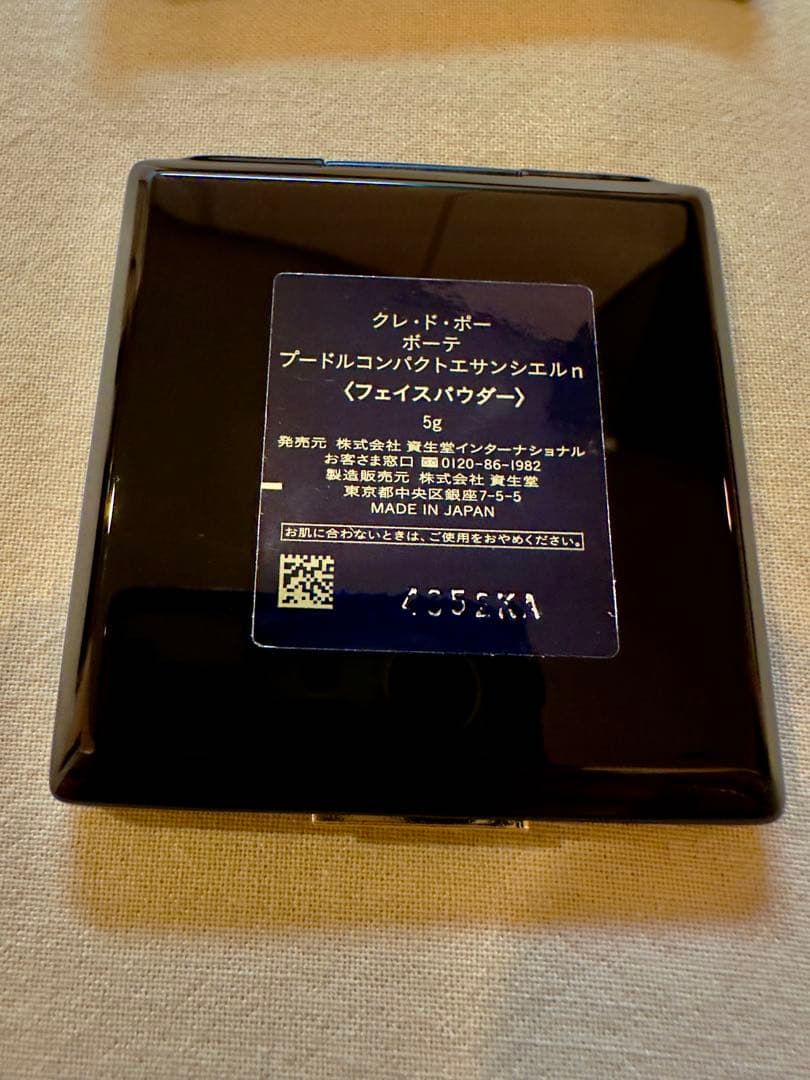 クレ・ド・ポー
ボーテ
プードルコンパクトエサンシエルn
〈フェイスパウダー〉
5g
発売元 株式会社 資生堂インターナショナル
お客さま窓口 0120-86-1982
製造販売元 株式会社 資生堂
東京都中央区銀座7-5-5
MADE IN JAPAN
お肌に合わないときは、ご使用をおやめください。